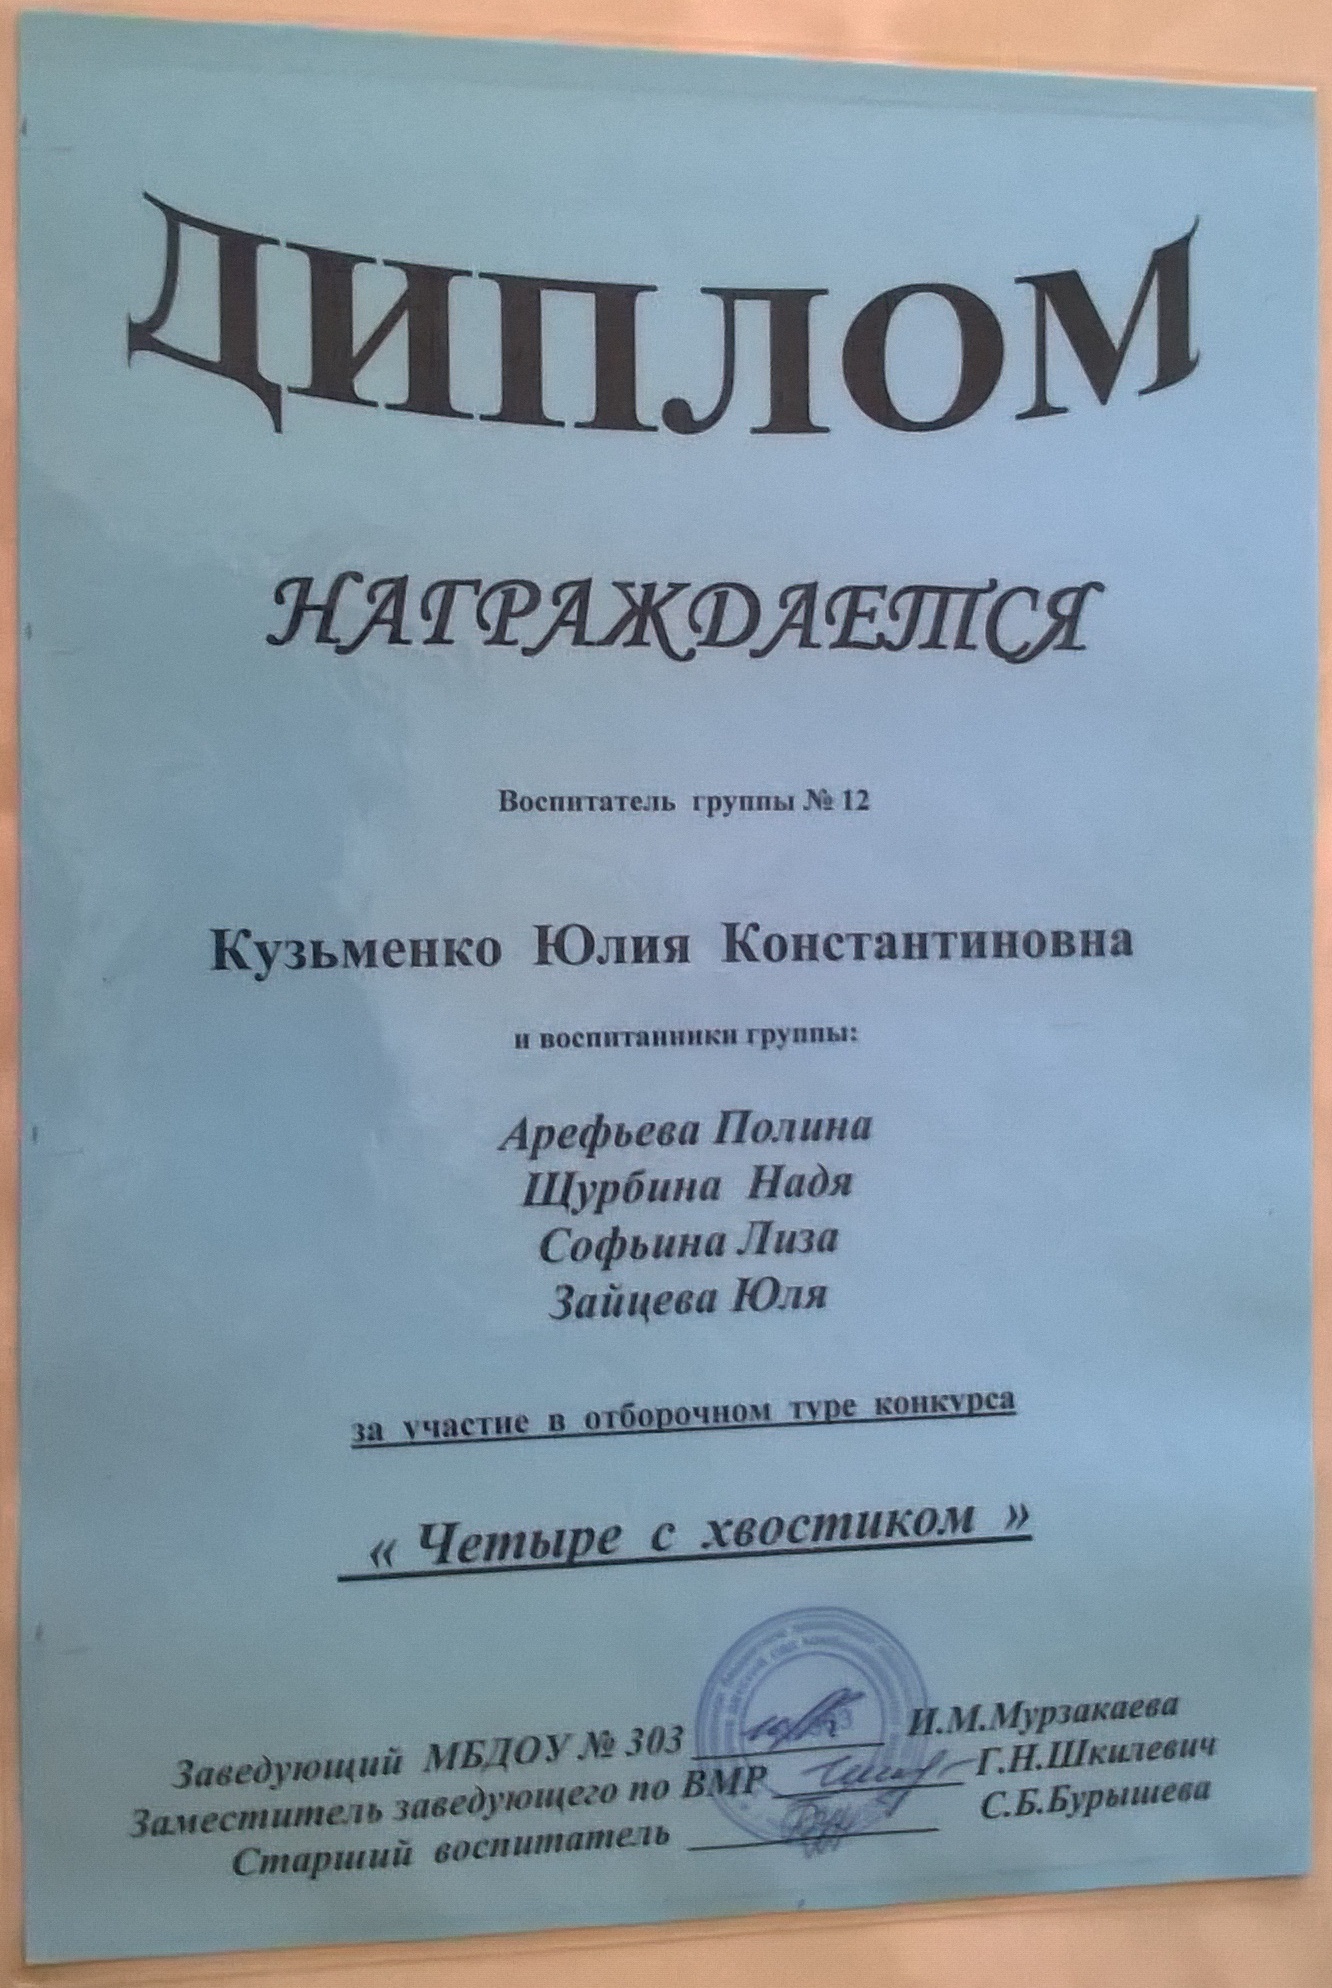 ДИПЛОМ
НАГРАЖДАЕТСЯ
Воспитатель группы № 12
Кузьменко Юлия Константиновна
и воспитанники группы:
Арефьева Полина
Щурбина Надя
Софьина Лиза
Зайцева Юля
за участие в отборочном туре конкурса
« Четыре с хвостиком »
Заведующий МБДОУ № 303 И.М.Мурзакаева
Заместитель заведующего по ВМР Г.Н.Шкилевич
Старший воспитатель С.Б.Бурышева